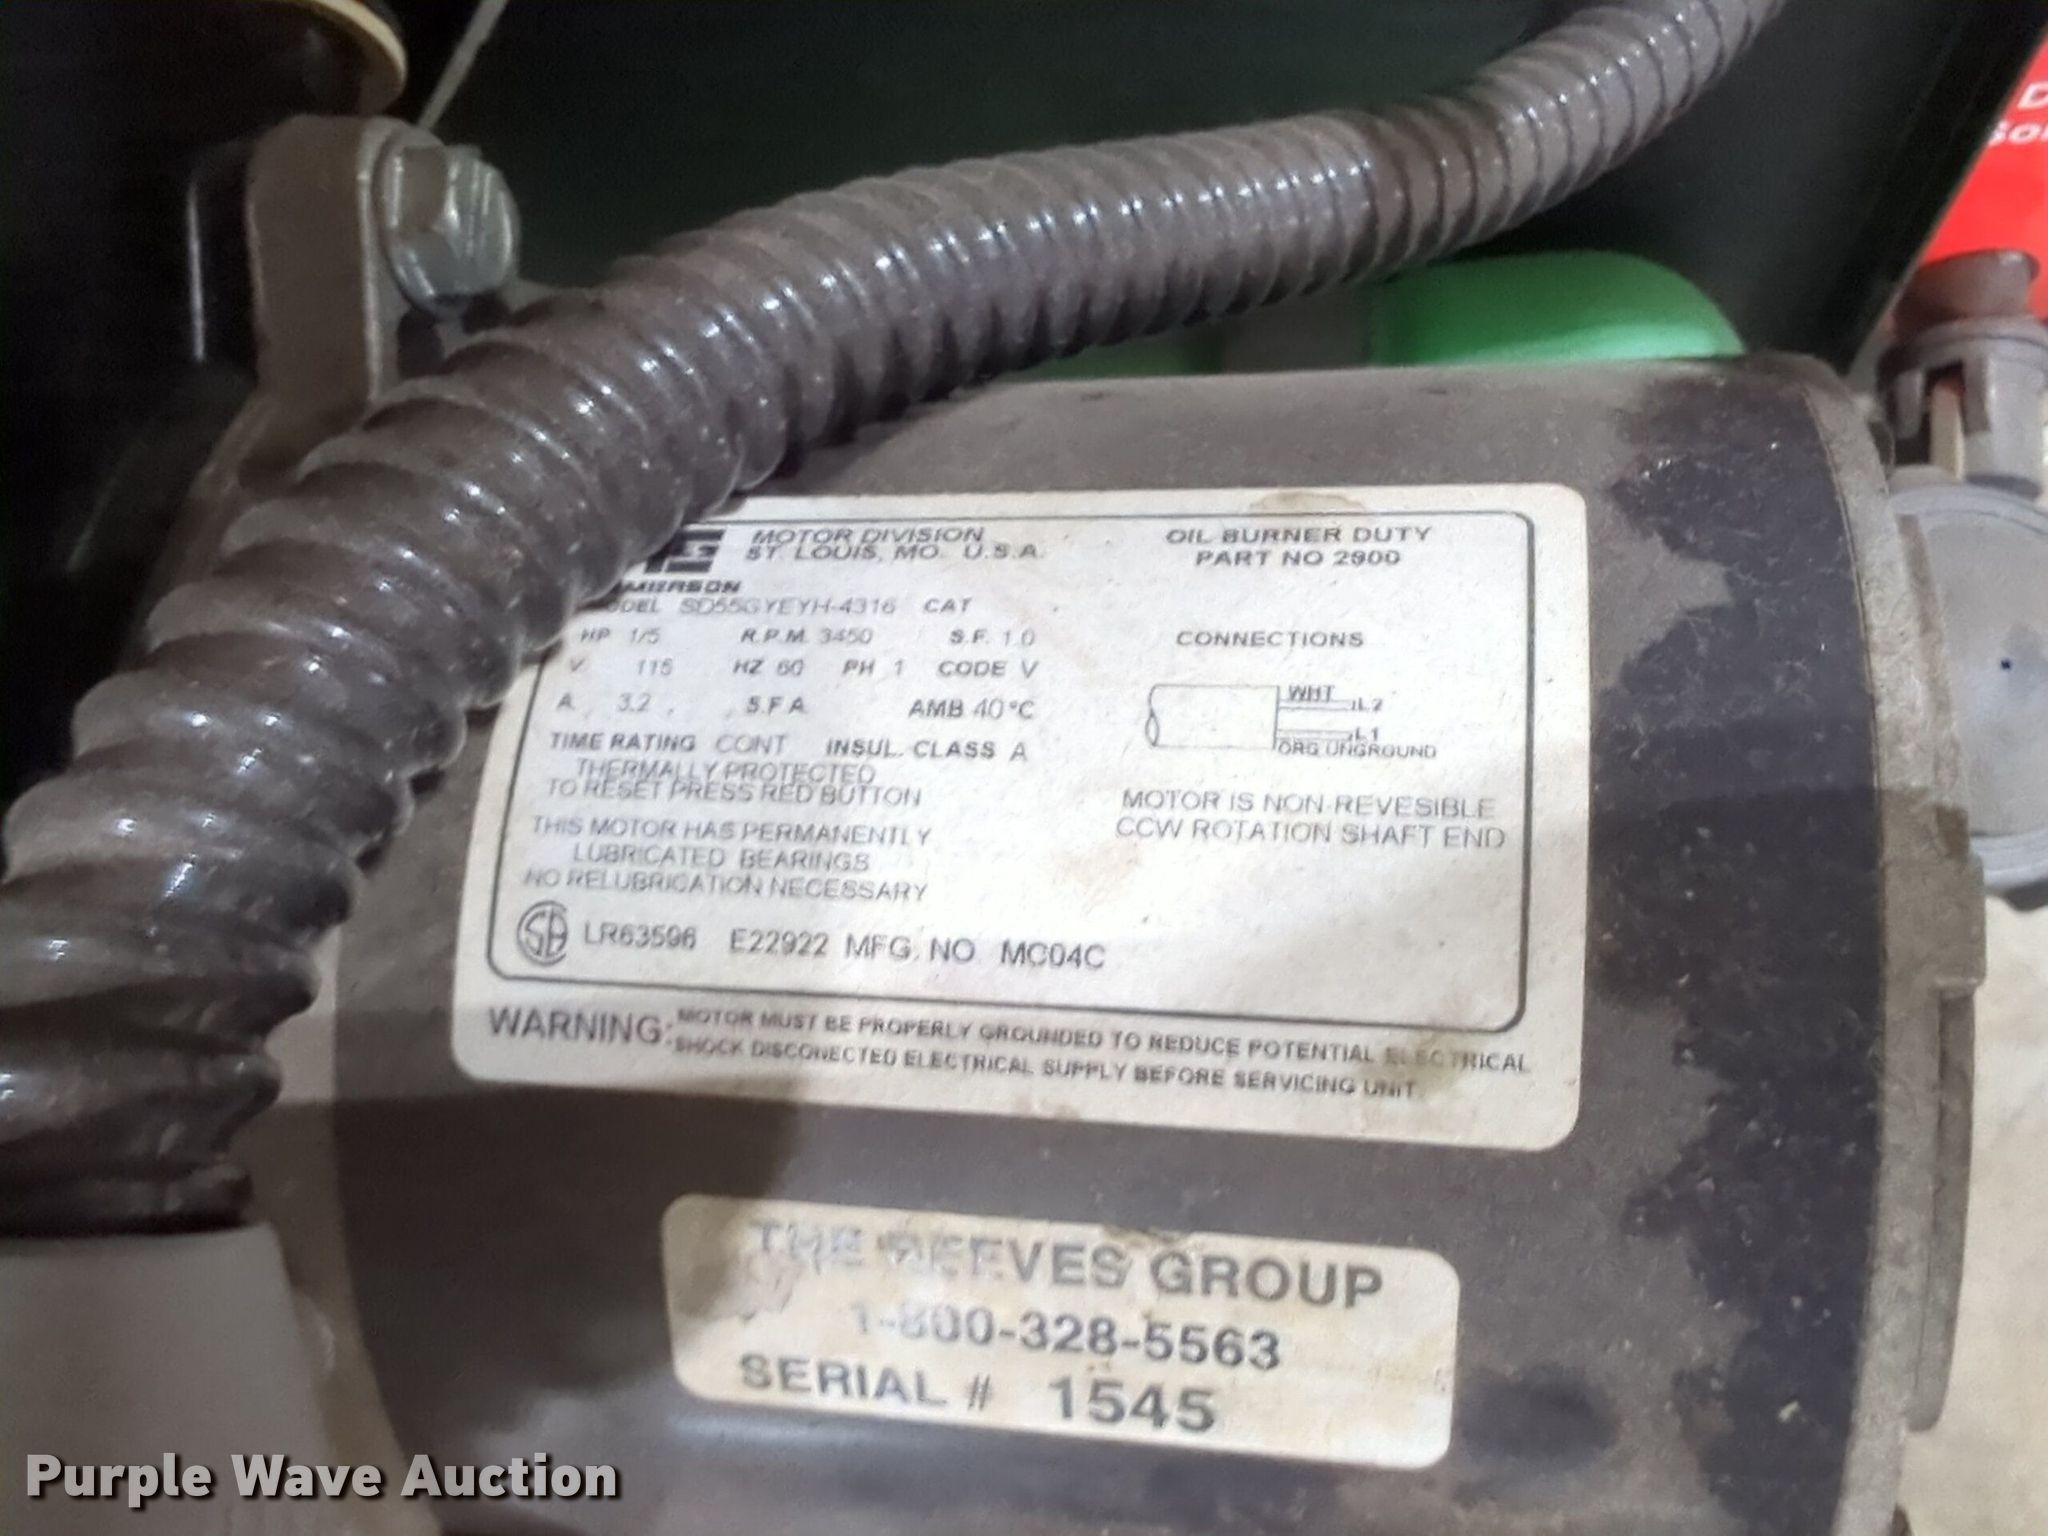 MOTOR DIVISION
ST. LOUIS, MO. U.S.A.
EMERSON
OIL BURNER DUTY
PART NO 2900
MODEL SD55GYEYH-4316 CAT
HP 1/5 R.P.M. 3450 S.F. 1.0
V 115 HZ 60 PH 1 CODE V
A 3.2 S.F.A. AMB 40°C
TIME RATING CONT INSUL. CLASS A
THERMALLY PROTECTED
TO RESET PRESS RED BUTTON
THIS MOTOR HAS PERMANENTLY
LUBRICATED BEARINGS
NO RELUBRICATION NECESSARY
CONNECTIONS
WHT L2
L1
ORG UNGROUND
MOTOR IS NON-REVESIBLE
CCW ROTATION SHAFT END
LR63596 E22922 MFG. NO. MC04C
WARNING: MOTOR MUST BE PROPERLY GROUNDED TO REDUCE POTENTIAL ELECTRICAL
SHOCK DISCONECTED ELECTRICAL SUPPLY BEFORE SERVICING UNIT.
THE REEVES GROUP
1-800-328-5563
SERIAL # 1545
Purple Wave Auction